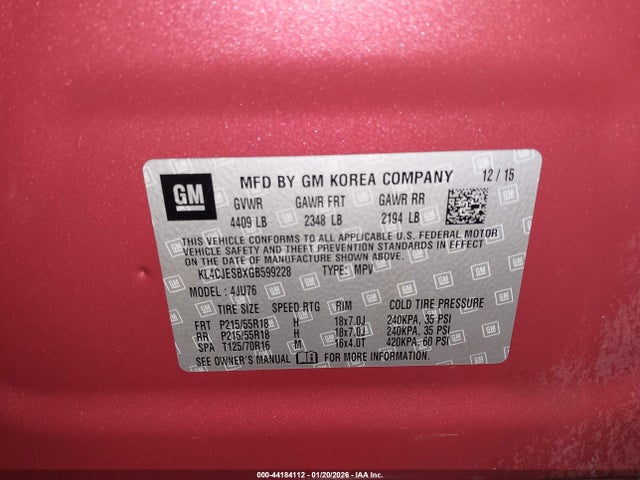 GM MFD BY GM KOREA COMPANY 12 / 15
GVWR GAWR FRT GAWR RR
4409 LB 2348 LB 2194 LB
THIS VEHICLE CONFORMS TO ALL APPLICABLE U.S. FEDERAL MOTOR
VEHICLE SAFETY AND THEFT PREVENTION STANDARDS IN EFFECT
ON THE DATE OF MANUFACTURE SHOWN ABOVE.
KL4CJESBXGB599228 TYPE: MPV
MODEL: 4JU76
TIRE SIZE SPEED RTG RIM COLD TIRE PRESSURE
FRT P215/55R18 H 18x7.0J 240KPA, 35 PSI
RR P215/55R18 H 18x7.0J 240KPA, 35 PSI
SPA T125/70R16 M 16x4.0T 420KPA, 60 PSI
SEE OWNER'S MANUAL FOR MORE INFORMATION.
000-44184112 - 01/20/2026 - IAA Inc.